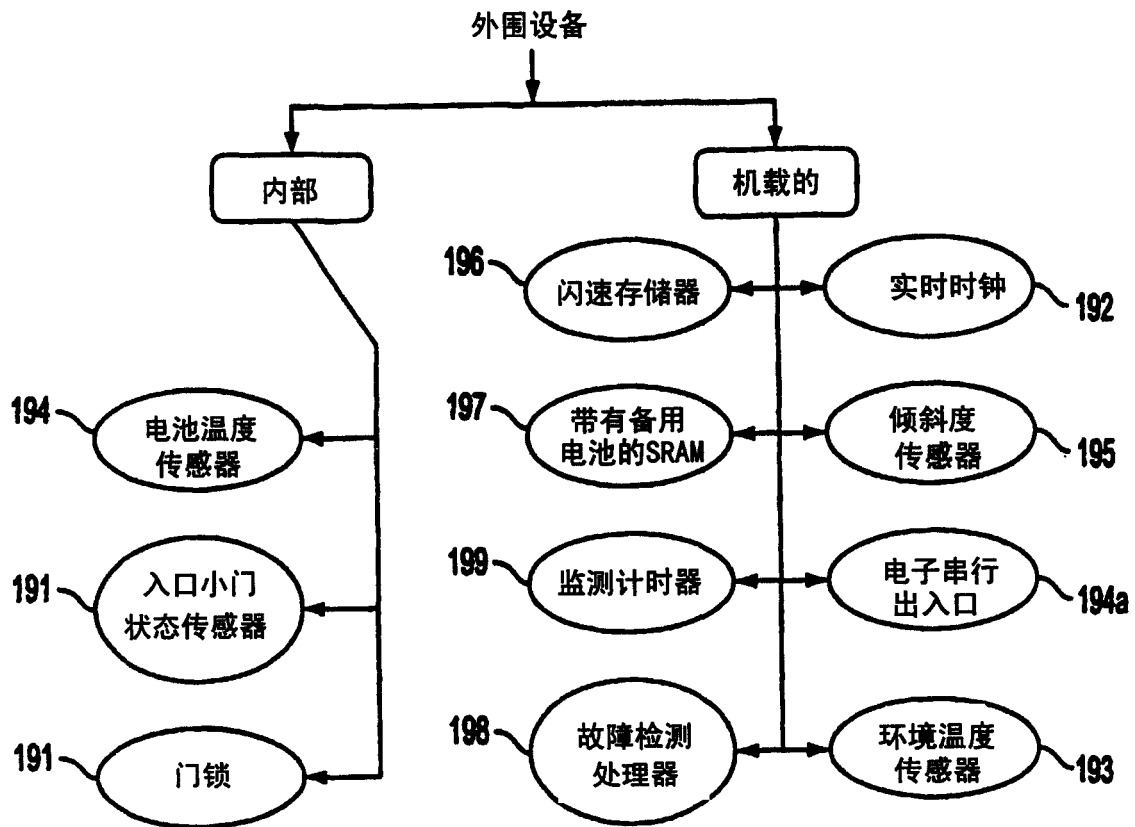 外围设备
内部
机载的
196
闪速存储器
实时时钟
192
194
电池温度
传感器
197
带有备用
电池的SRAM
倾斜度
传感器
195
191
入口小门
状态传感器
199
监测计时器
电子串行
出入口
194a
191
门锁
198
故障检测
处理器
环境温度
传感器
193